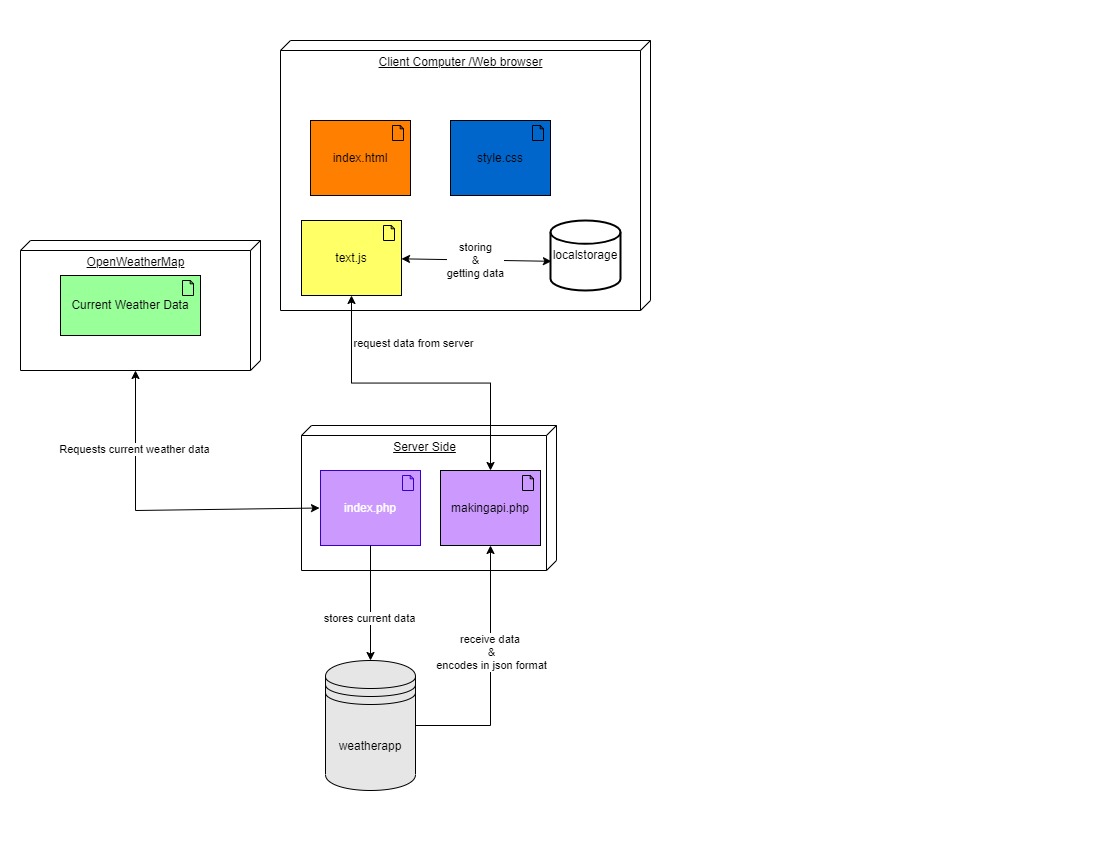 Client Computer /Web browser
index.html
style.css
text.js
storing
&
getting data
localstorage
OpenWeatherMap
Current Weather Data
request data from server
Requests current weather data
Server Side
index.php
makingapi.php
stores current data
receive data
&
encodes in json format
weatherapp